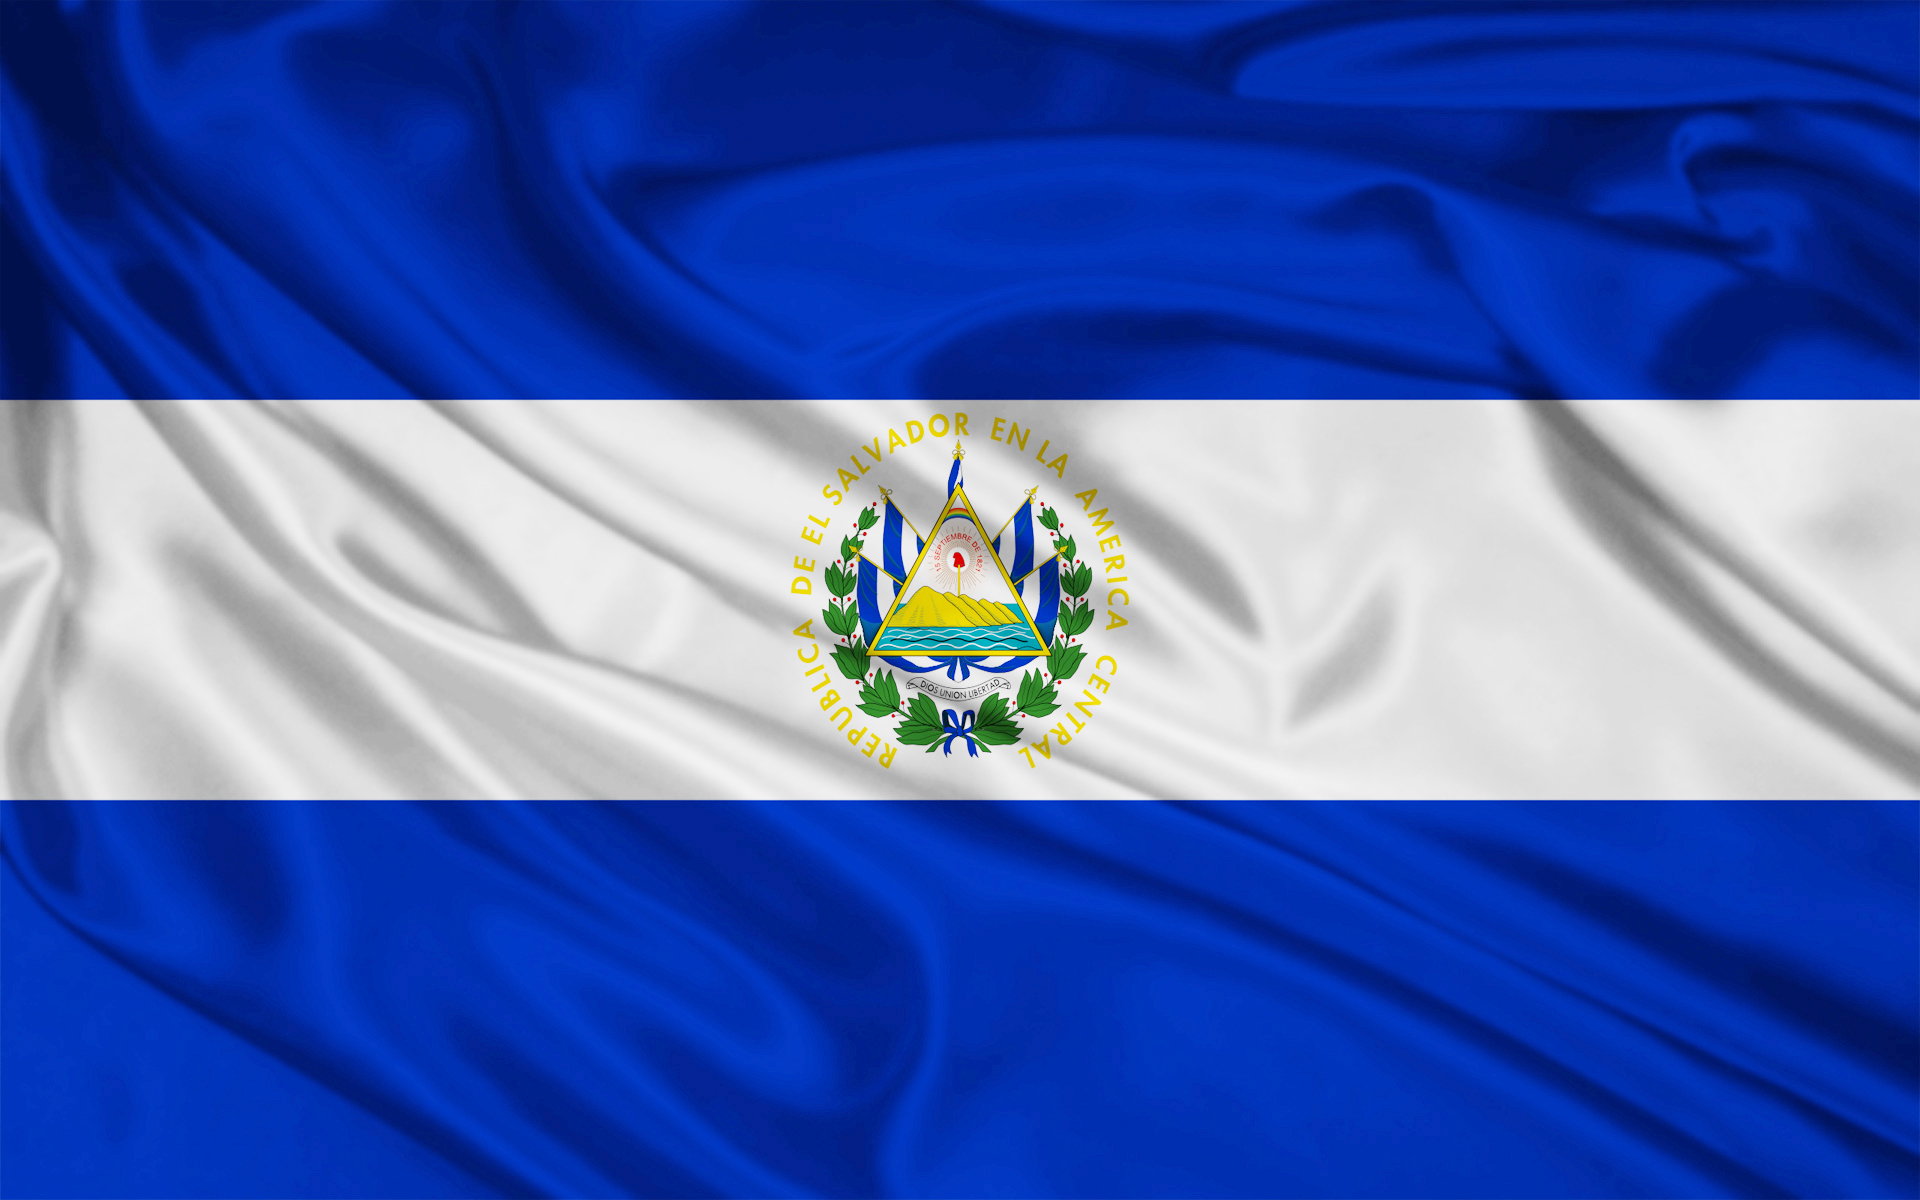 REPUBLICA DE EL SALVADOR EN LA AMERICA CENTRAL
15 SEPTIEMBRE DE 1821
DIOS UNION LIBERTAD